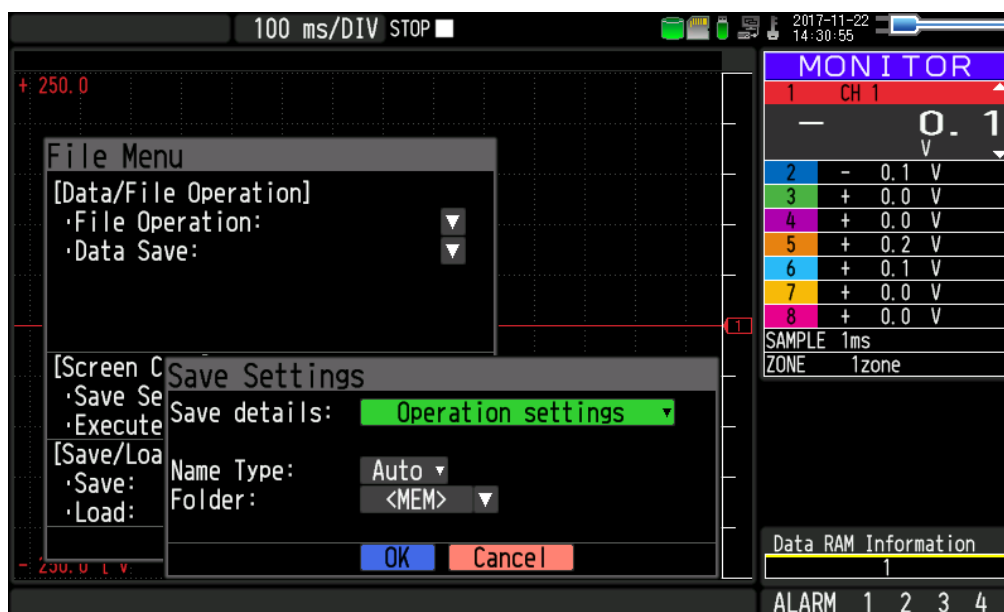 100 ms/DIV STOP
2017-11-22
14:30:55
+ 250.0
File Menu
[Data/File Operation]
·File Operation:
·Data Save:
[Screen C
·Save Se
·Execute
[Save/Loa
·Save:
·Load:
Save Settings
Save details: Operation settings
Name Type: Auto
Folder: <MEM>
OK Cancel
- 250.0 [ V
1
MONITOR
1 CH 1
- 0.1
V
2 - 0.1 V
3 + 0.0 V
4 + 0.0 V
5 + 0.2 V
6 + 0.1 V
7 + 0.0 V
8 + 0.0 V
SAMPLE 1ms
ZONE 1zone
Data RAM Information
1
ALARM 1 2 3 4